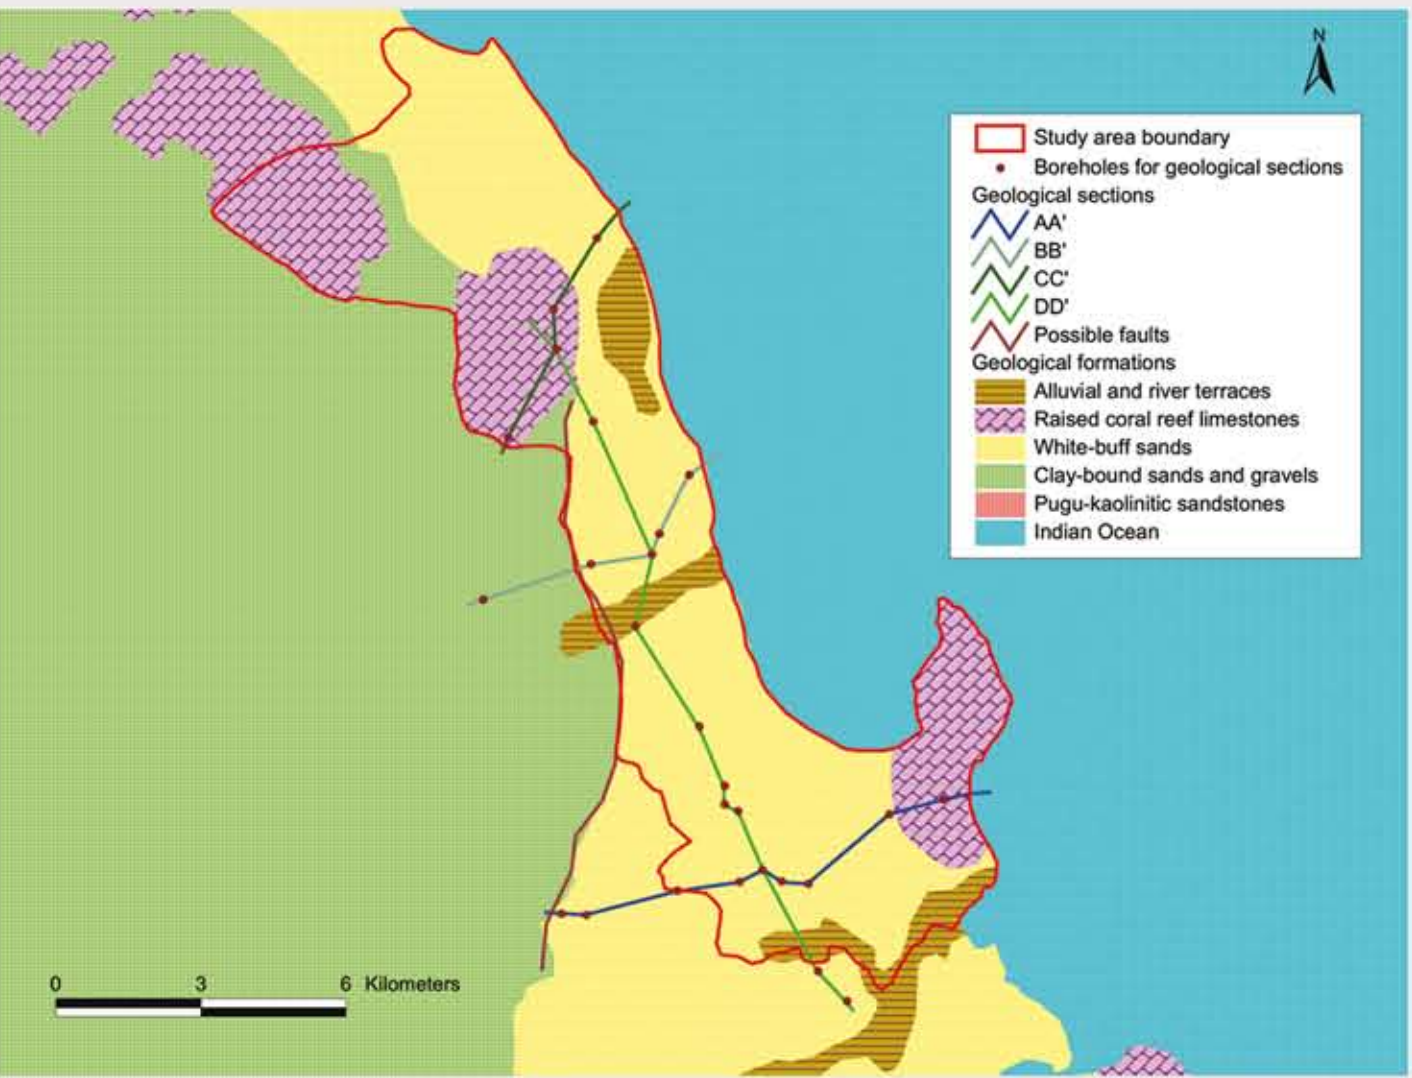 N
Study area boundary
Boreholes for geological sections
Geological sections
AA'
BB'
CC'
DD'
Possible faults
Geological formations
Alluvial and river terraces
Raised coral reef limestones
White-buff sands
Clay-bound sands and gravels
Pugu-kaolinitic sandstones
Indian Ocean
0 3 6 Kilometers